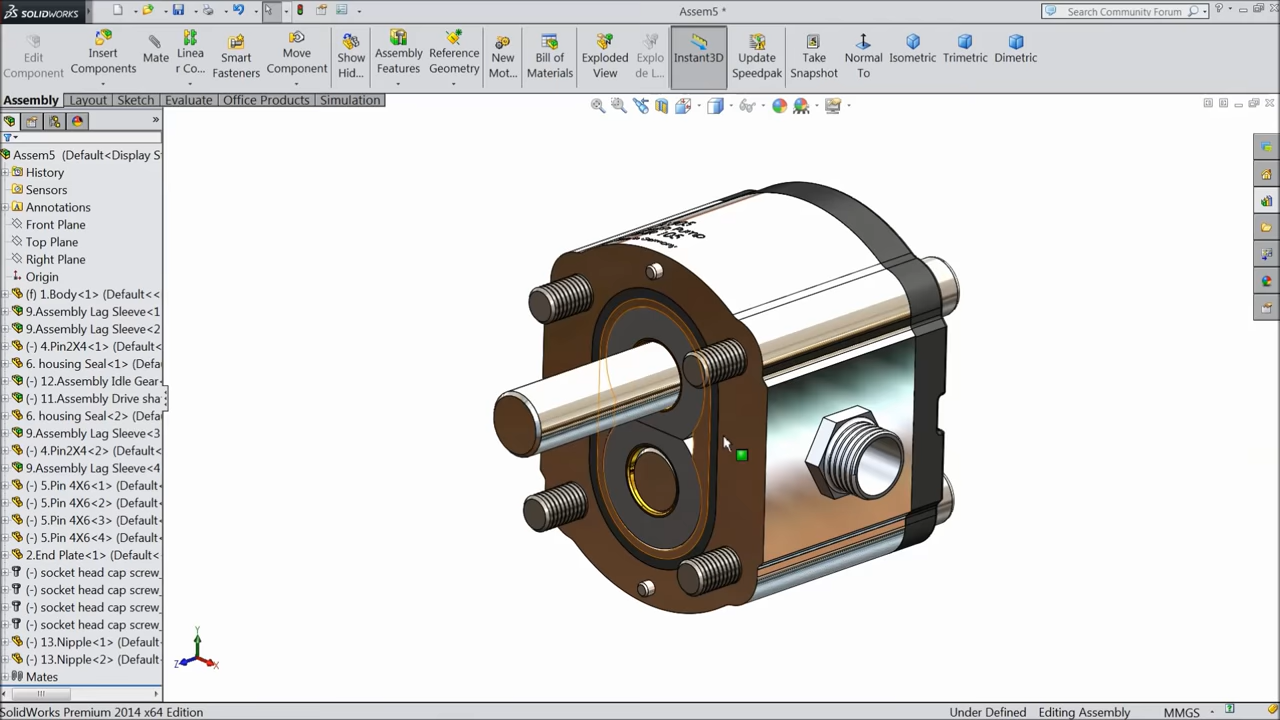 SOLIDWORKS
Assem5 *
Search Community Forum
Edit Component
Insert Components
Mate
Linea r Co...
Smart Fasteners
Move Component
Show Hid...
Assembly Features
Reference Geometry
New Mot...
Bill of Materials
Exploded View
Explo de L...
Instant3D
Update Speedpak
Take Snapshot
Normal To
Isometric
Trimetric
Dimetric
Assembly
Layout
Sketch
Evaluate
Office Products
Simulation
Assem5 (Default<Display S
History
Sensors
Annotations
Front Plane
Top Plane
Right Plane
Origin
(f) 1.Body<1> (Default<<
9.Assembly Lag Sleeve<1
9.Assembly Lag Sleeve<2
(-) 4.Pin2X4<1> (Default
6. housing Seal<1> (Defa
(-) 12.Assembly Idle Gear
(-) 11.Assembly Drive sha
6. housing Seal<2> (Defa
9.Assembly Lag Sleeve<3
(-) 4.Pin2X4<2> (Default
9.Assembly Lag Sleeve<4
(-) 5.Pin 4X6<1> (Default
(-) 5.Pin 4X6<2> (Default
(-) 5.Pin 4X6<3> (Default
(-) 5.Pin 4X6<4> (Default
2.End Plate<1> (Default<
(-) socket head cap screw_
(-) socket head cap screw_
(-) socket head cap screw_
(-) socket head cap screw_
(-) 13.Nipple<1> (Default
(-) 13.Nipple<2> (Default
Mates
Y
Z
X
SolidWorks Premium 2014 x64 Edition
Under Defined
Editing Assembly
MMGS